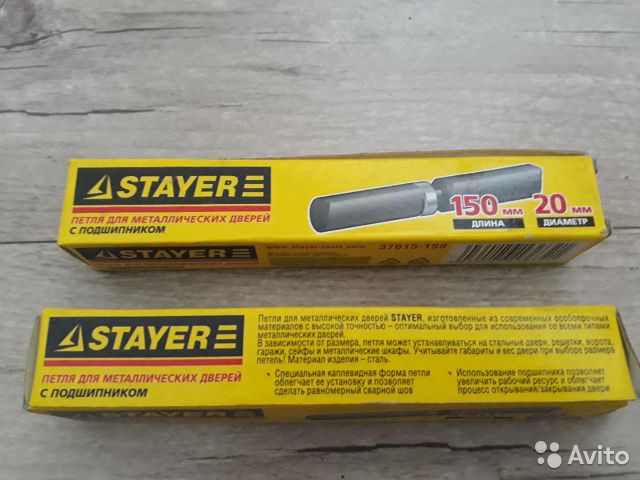 STAYER
ПЕТЛЯ ДЛЯ МЕТАЛЛИЧЕСКИХ ДВЕРЕЙ
С ПОДШИПНИКОМ
150 мм 20 мм
ДЛИНА ДИАМЕТР
www.stayer-tools.com 37615-150
STAYER
STAYER
ПЕТЛЯ ДЛЯ МЕТАЛЛИЧЕСКИХ ДВЕРЕЙ
С ПОДШИПНИКОМ
Петли для металлических дверей STAYER, изготовленные из современных особопрочных
материалов с высокой точностью – оптимальный выбор для использования со всеми типами
металлических дверей.
В зависимости от размера, петля может устанавливаться на стальные двери, решетки, ворота,
гаражи, сейфы и металлические шкафы. Учитывайте габариты и вес двери при выборе размера
петель! Материал изделия – сталь.
Специальная каплевидная форма петли
облегчает ее установку и позволяет
сделать равномерный сварной шов
Использование поршипника позволяет
увеличить рабочий ресурс и облегчает
процесс открывания/закрывания двери
STAYER
Avito